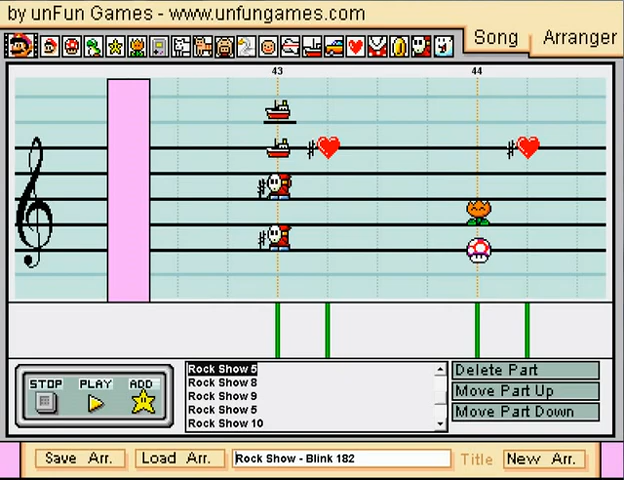 by unFun Games - www.unfungames.com
Song
Arranger
43
44
STOP
PLAY
ADD
Rock Show 5
Rock Show 8
Rock Show 9
Rock Show 5
Rock Show 10
Delete Part
Move Part Up
Move Part Down
Save Arr.
Load Arr.
Rock Show - Blink 182
Title
New Arr.